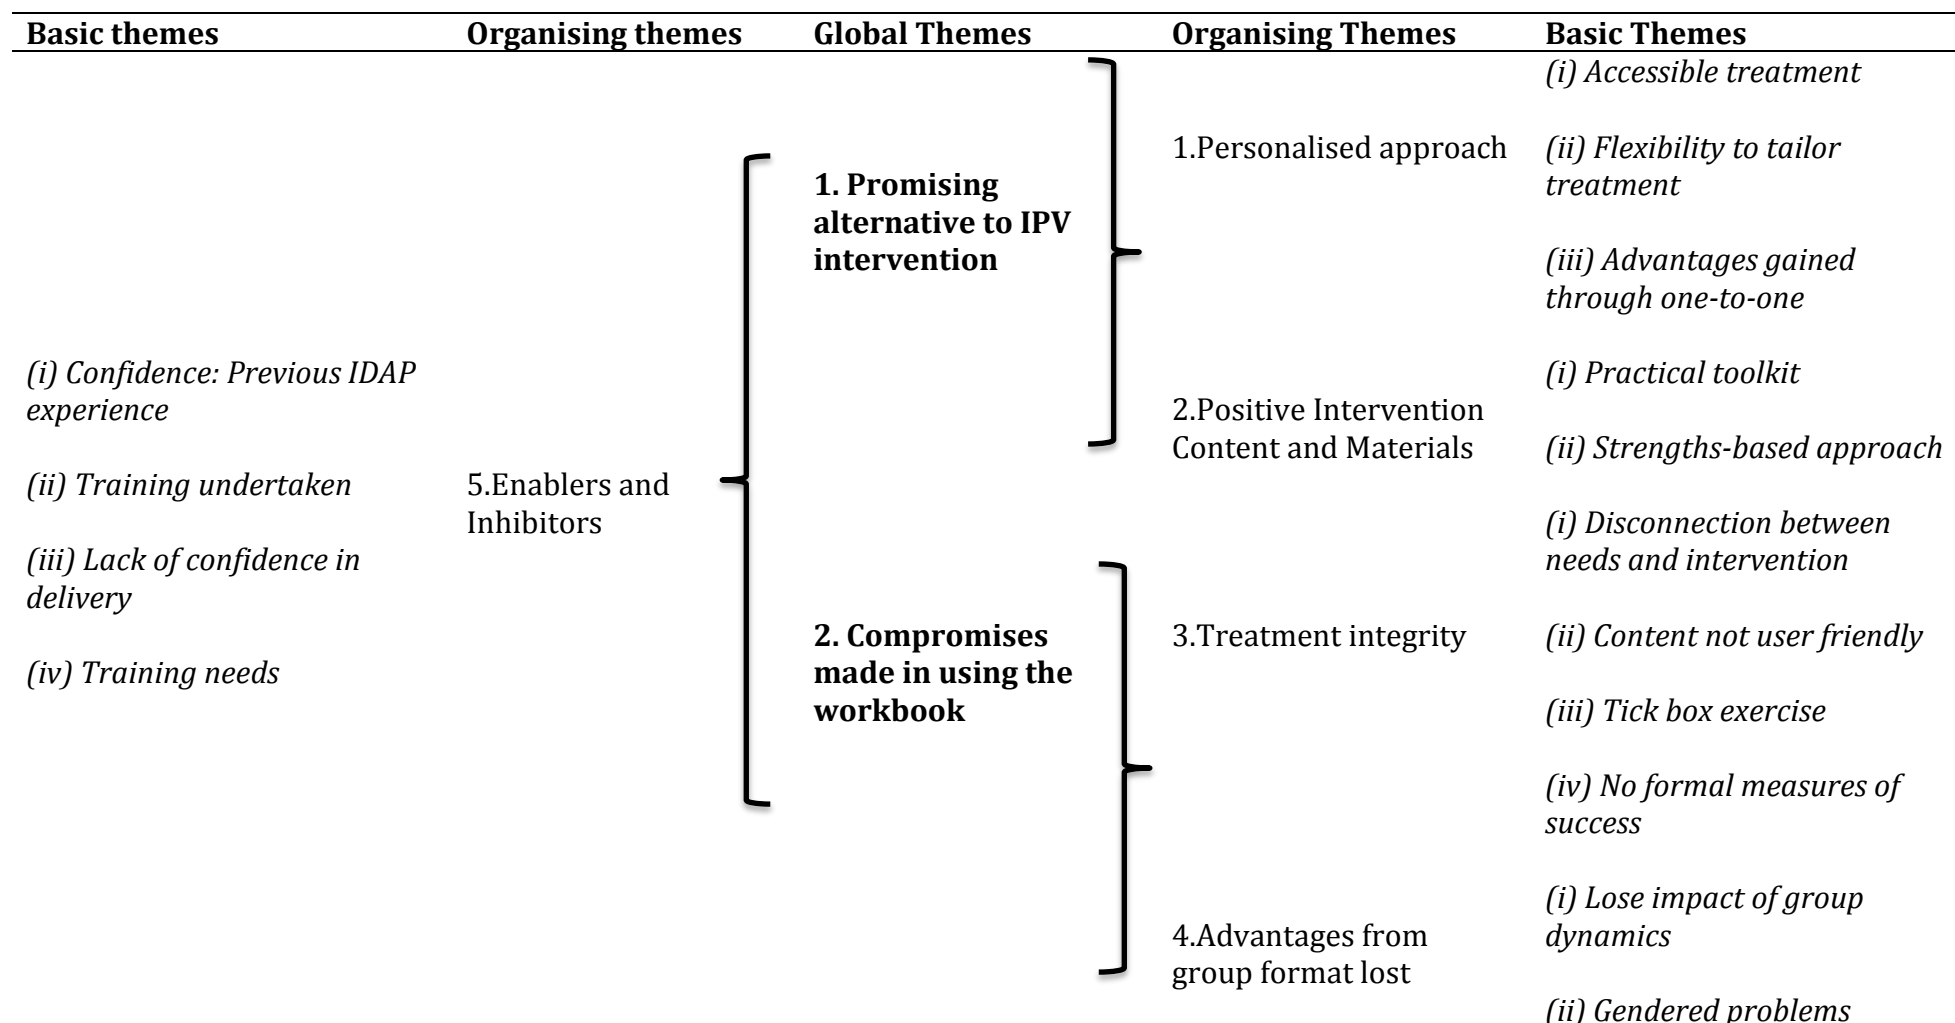 Basic themes Organising themes Global Themes Organising Themes Basic Themes
(i) Confidence: Previous IDAP
experience
(ii) Training undertaken
(iii) Lack of confidence in
delivery
(iv) Training needs
5.Enablers and
Inhibitors
1. Promising
alternative to IPV
intervention
2. Compromises
made in using the
workbook
1.Personalised approach
2.Positive Intervention
Content and Materials
3.Treatment integrity
4.Advantages from
group format lost
(i) Accessible treatment
(ii) Flexibility to tailor
treatment
(iii) Advantages gained
through one-to-one
(i) Practical toolkit
(ii) Strengths-based approach
(i) Disconnection between
needs and intervention
(ii) Content not user friendly
(iii) Tick box exercise
(iv) No formal measures of
success
(i) Lose impact of group
dynamics
(ii) Gendered problems